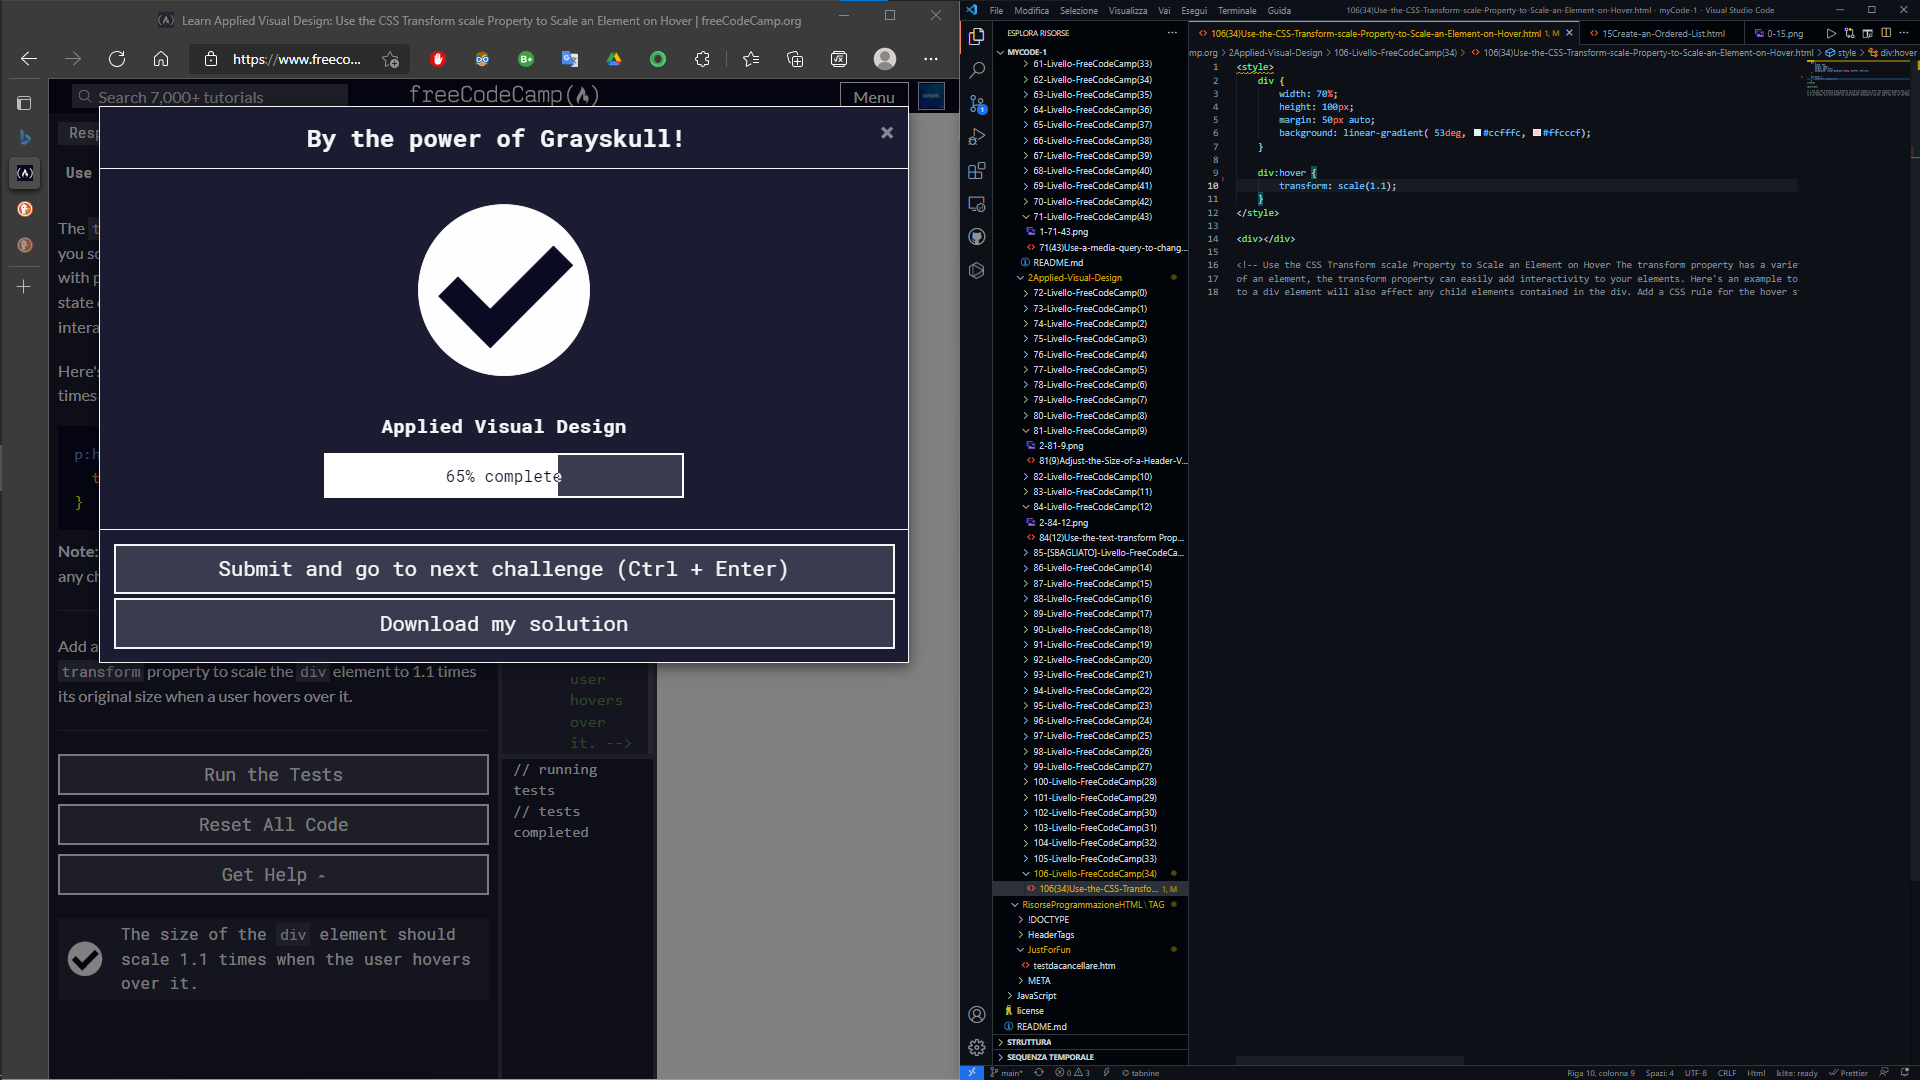 Learn Applied Visual Design: Use the CSS Transform scale Property to Scale an Element on Hover | freeCodeCamp.org
https://www.freeco...
Search 7,000+ tutorials
freeCodeCamp
Menu
Resp
Use
The
you sc
with p
state
intera
Here's
times
p:h
t
}
Note:
any ch
Add a
transform property to scale the div element to 1.1 times
its original size when a user hovers over it.
Run the Tests
Reset All Code
Get Help
The size of the div element should
scale 1.1 times when the user hovers
over it.
By the power of Grayskull!
Applied Visual Design
65% complete
Submit and go to next challenge (Ctrl + Enter)
Download my solution
user
hovers
over
it. -->
// running
tests
// tests
completed
File Modifica Selezione Visualizza Vai Esegui Terminale Guida
106(34)Use-the-CSS-Transform-scale-Property-to-Scale-an-Element-on-Hover.html - myCode-1 - Visual Studio Code
ESPLORA RISORSE
MYCODE-1
61-Livello-FreeCodeCamp(33)
62-Livello-FreeCodeCamp(34)
63-Livello-FreeCodeCamp(35)
64-Livello-FreeCodeCamp(36)
65-Livello-FreeCodeCamp(37)
66-Livello-FreeCodeCamp(38)
67-Livello-FreeCodeCamp(39)
68-Livello-FreeCodeCamp(40)
69-Livello-FreeCodeCamp(41)
70-Livello-FreeCodeCamp(42)
71-Livello-FreeCodeCamp(43)
1-71-43.png
71(43)Use-a-media-query-to-chang...
README.md
2Applied-Visual-Design
72-Livello-FreeCodeCamp(0)
73-Livello-FreeCodeCamp(1)
74-Livello-FreeCodeCamp(2)
75-Livello-FreeCodeCamp(3)
76-Livello-FreeCodeCamp(4)
77-Livello-FreeCodeCamp(5)
78-Livello-FreeCodeCamp(6)
79-Livello-FreeCodeCamp(7)
80-Livello-FreeCodeCamp(8)
81-Livello-FreeCodeCamp(9)
2-81-9.png
81(9)Adjust-the-Size-of-a-Header-V...
82-Livello-FreeCodeCamp(10)
83-Livello-FreeCodeCamp(11)
84-Livello-FreeCodeCamp(12)
2-84-12.png
84(12)Use-the-text-transform Prop...
85-[SBAGLIATO]-Livello-FreeCodeCa...
86-Livello-FreeCodeCamp(14)
87-Livello-FreeCodeCamp(15)
88-Livello-FreeCodeCamp(16)
89-Livello-FreeCodeCamp(17)
90-Livello-FreeCodeCamp(18)
91-Livello-FreeCodeCamp(19)
92-Livello-FreeCodeCamp(20)
93-Livello-FreeCodeCamp(21)
94-Livello-FreeCodeCamp(22)
95-Livello-FreeCodeCamp(23)
96-Livello-FreeCodeCamp(24)
97-Livello-FreeCodeCamp(25)
98-Livello-FreeCodeCamp(26)
99-Livello-FreeCodeCamp(27)
100-Livello-FreeCodeCamp(28)
101-Livello-FreeCodeCamp(29)
102-Livello-FreeCodeCamp(30)
103-Livello-FreeCodeCamp(31)
104-Livello-FreeCodeCamp(32)
105-Livello-FreeCodeCamp(33)
106-Livello-FreeCodeCamp(34)
106(34)Use-the-CSS-Transfo... 1, M
RisorseProgrammazioneHTML\TAG
!DOCTYPE
HeaderTags
JustForFun
testdacancellare.htm
META
JavaScript
license
README.md
STRUTTURA
SEQUENZA TEMPORALE
106(34)Use-the-CSS-Transform-scale-Property-to-Scale-an-Element-on-Hover.html 1, M
15Create-an-Ordered-List.html
0-15.png
mp.org > 2Applied-Visual-Design > 106-Livello-FreeCodeCamp(34) > 106(34)Use-the-CSS-Transform-scale-Property-to-Scale-an-Element-on-Hover.html > style > div:hover
1 <style>
2 div {
3 width: 70%;
4 height: 100px;
5 margin: 50px auto;
6 background: linear-gradient( 53deg, #ccfffc, #ffcccf);
7 }
8
9 div:hover {
10 transform: scale(1.1);
11 }
12 </style>
13
14 <div></div>
15
16 <!-- Use the CSS Transform scale Property to Scale an Element on Hover The transform property has a varie
17 of an element, the transform property can easily add interactivity to your elements. Here's an example to
18 to a div element will also affect any child elements contained in the div. Add a CSS rule for the hover s
main* 0 3 tabnine
Riga 10, colonna 9 Spazi: 4 UTF-8 CRLF Html kite: ready Prettier